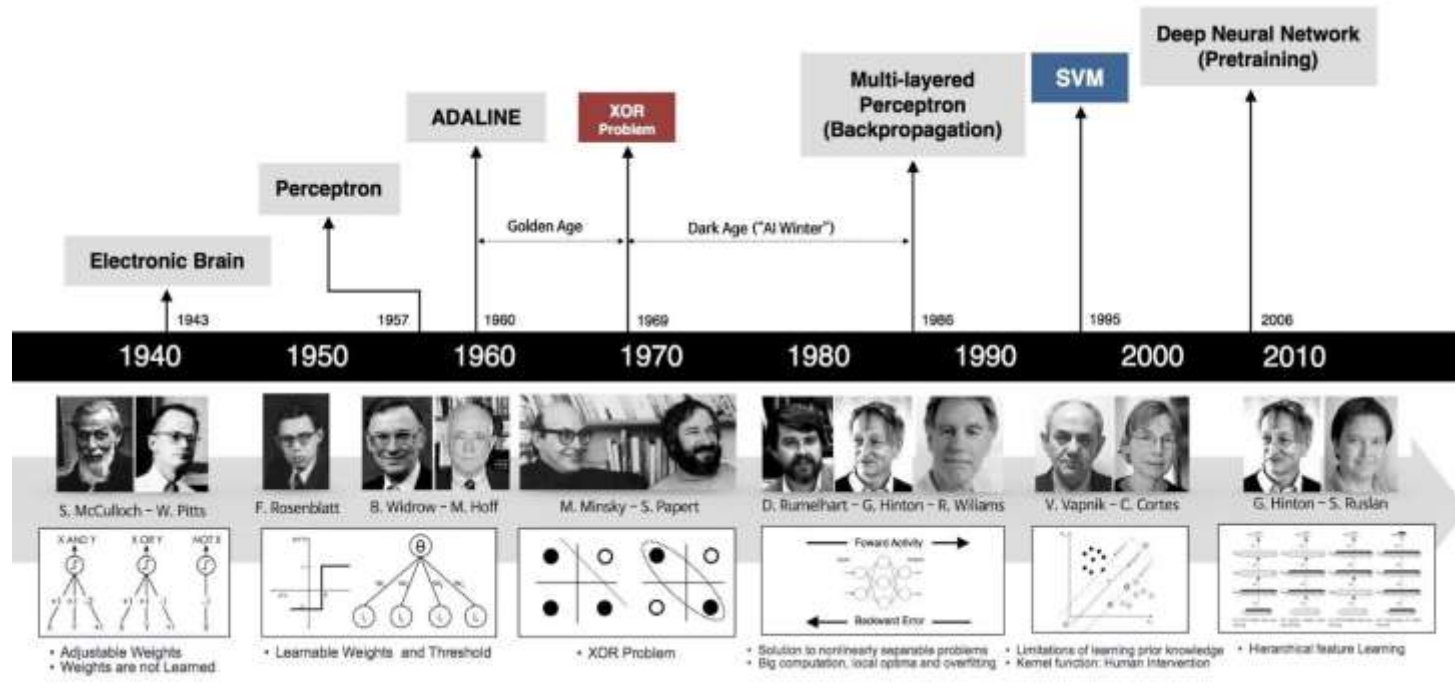 Deep Neural Network
(Pretraining)
SVM
Multi-layered
Perceptron
(Backpropagation)
ADALINE
XOR
Problem
Perceptron
Golden Age
Dark Age ("AI Winter")
Electronic Brain
1943
1957
1960
1969
1986
1995
2006
1940
1950
1960
1970
1980
1990
2000
2010
S. McCulloch – W. Pitts
F. Rosenblatt
B. Widrow – M. Hoff
M. Minsky – S. Papert
D. Rumelhart – G. Hinton – R. Wiliams
V. Vapnik – C. Cortes
G. Hinton – S. Ruslan
X AND Y
X OR Y
NOT X
Foward Activity
Backward Error
• Adjustable Weights
• Weights are not Learned
• Learnable Weights and Threshold
• XOR Problem
• Solution to nonlinearly separable problems
• Big computation, local optima and overfitting
• Limitations of learning prior knowledge
• Kernel function: Human Intervention
• Hierarchical feature Learning